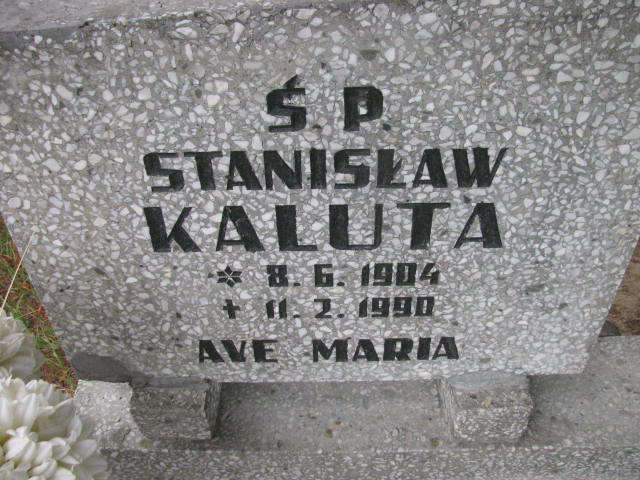 Ś. P.
STANISŁAW
KALUTA
* 8. 6. 1904
✝ 11. 2. 1990
AVE MARIA